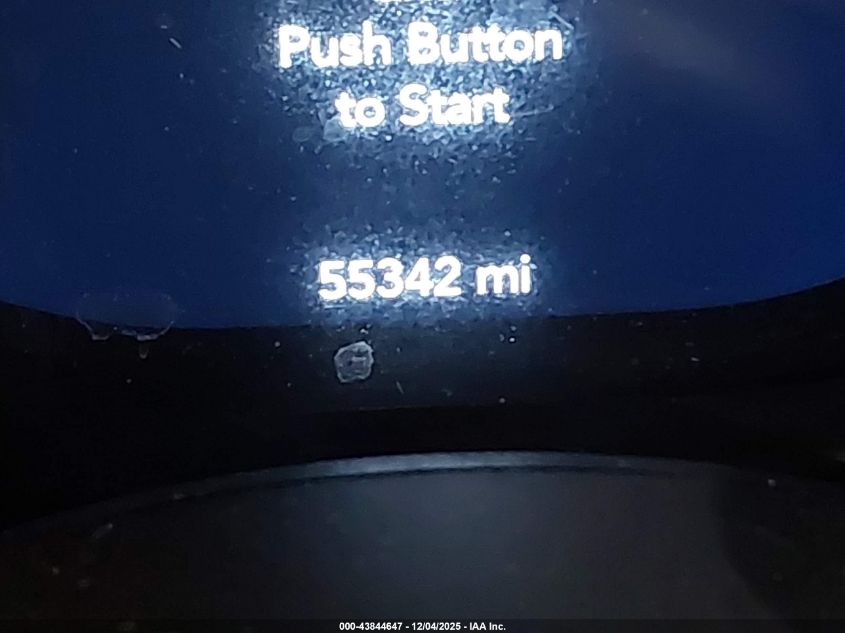 Push Button
to Start
55342 mi
000-43844647 - 12/04/2025 - IAA Inc.